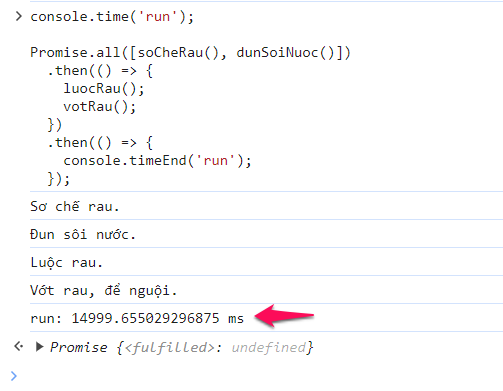 console.time('run');
Promise.all([soCheRau(), dunSoiNuoc()])
.then(() => {
luocRau();
votRau();
})
.then(() => {
console.timeEnd('run');
});
Sơ chế rau.
Đun sôi nước.
Luộc rau.
Vớt rau, để nguội.
run: 14999.655029296875 ms
Promise {<fulfilled>: undefined}